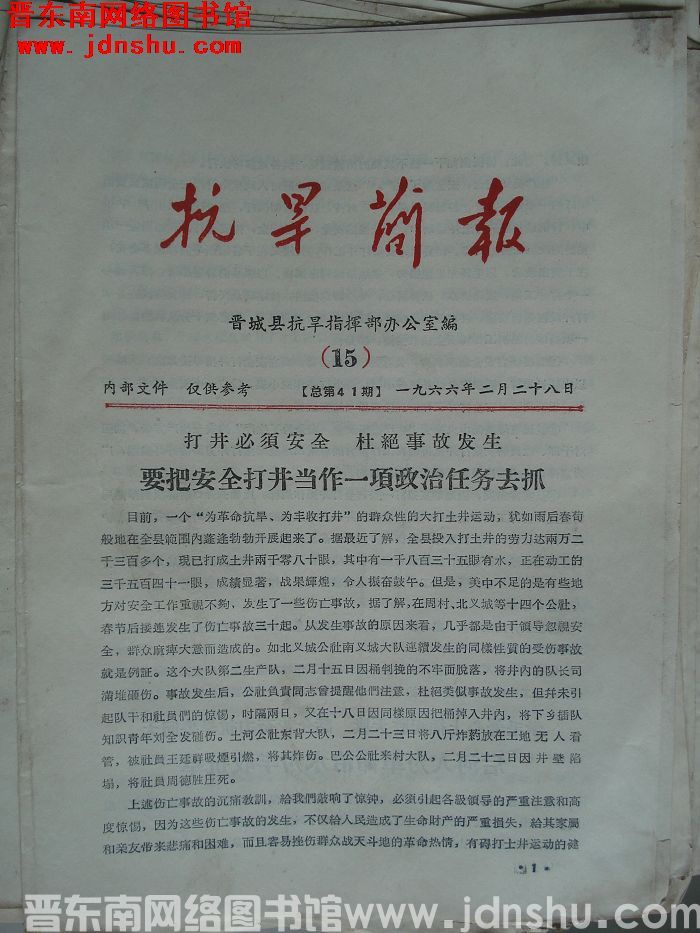 晋东南网络图书馆
www.jdnshu.com
抗旱简报
晋城县抗旱指揮部办公室編
(15)
内部文件 仅供参考 【总第41期】 一九六六年二月二十八日
打井必須安全 杜絕事故发生
要把安全打井当作一項政治任务去抓
目前，一个“为革命抗旱、为丰收打井”的群众性的大打土井运动，犹如雨后春筍
般地在全县范圍内蓬逢勃勃开展起来了。据最近了解，全县投入打土井的劳力达兩万二
千三百多个，現已打成土井兩千零八十眼，其中有一千八百三十五眼有水，正在动工的
三千五百四十一眼，成績显著，战果輝煌，令人振奋鼓午。但是，美中不足的是有些地
方对安全工作重視不夠，发生了一些伤亡事故，据了解，在周村、北义城等十四个公社，
春节后接連发生了伤亡事故三十起。从发生事故的原因来看，几乎都是由于領导忽視安
全，群众麻痹大意而造成的。如北义城公社南义城大队連續发生的同樣性質的受伤事故
就是例証。这个大队第二生产队，二月十五日因桶判挽的不牢而脫落，将井内的队长司
満堆砸伤。事故发生后，公社負責同志曾提醒他們注意，杜絕类似事故发生，但幷未引
起队干和社員們的惊惕，时隔兩日，又在十八日因同樣原因把桶掉入井内，将下乡插队
知識青年刘全发砸伤。土河公社东背大队，二月二十三日将八斤炸葯放在工地无人看
管，被社員王廷祥吸煙引燃，将其炸伤。巴公公社来村大队，二月二十二日因井壁陷
塌，将社員周德胜圧死。
上述伤亡事故的沉痛敎訓，給我們敲响了惊钟，必須引起各級領导的严重注意和高
度惊惕，因为这些伤亡事故的发生，不仅給人民造成了生命財产的严重損失，給其家屬
和亲友带来悲痛和困难，而且容易挫伤群众战天斗地的革命热情，有碍打土井运动的健
1
晋东南网络图书馆 www.jdnshu.com